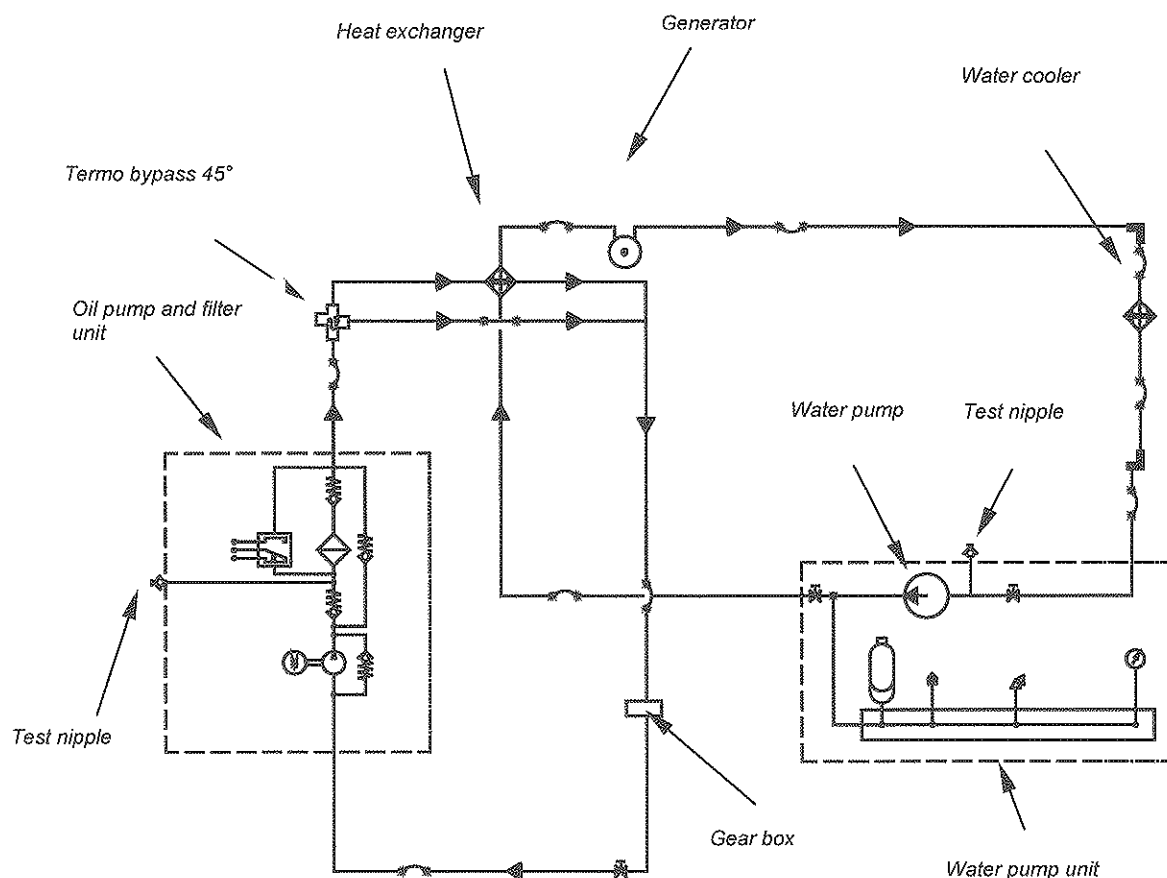 Generator
Heat exchanger
Water cooler
Termo bypass 45°
Oil pump and filter
unit
Water pump
Test nipple
Test nipple
Gear box
Water pump unit